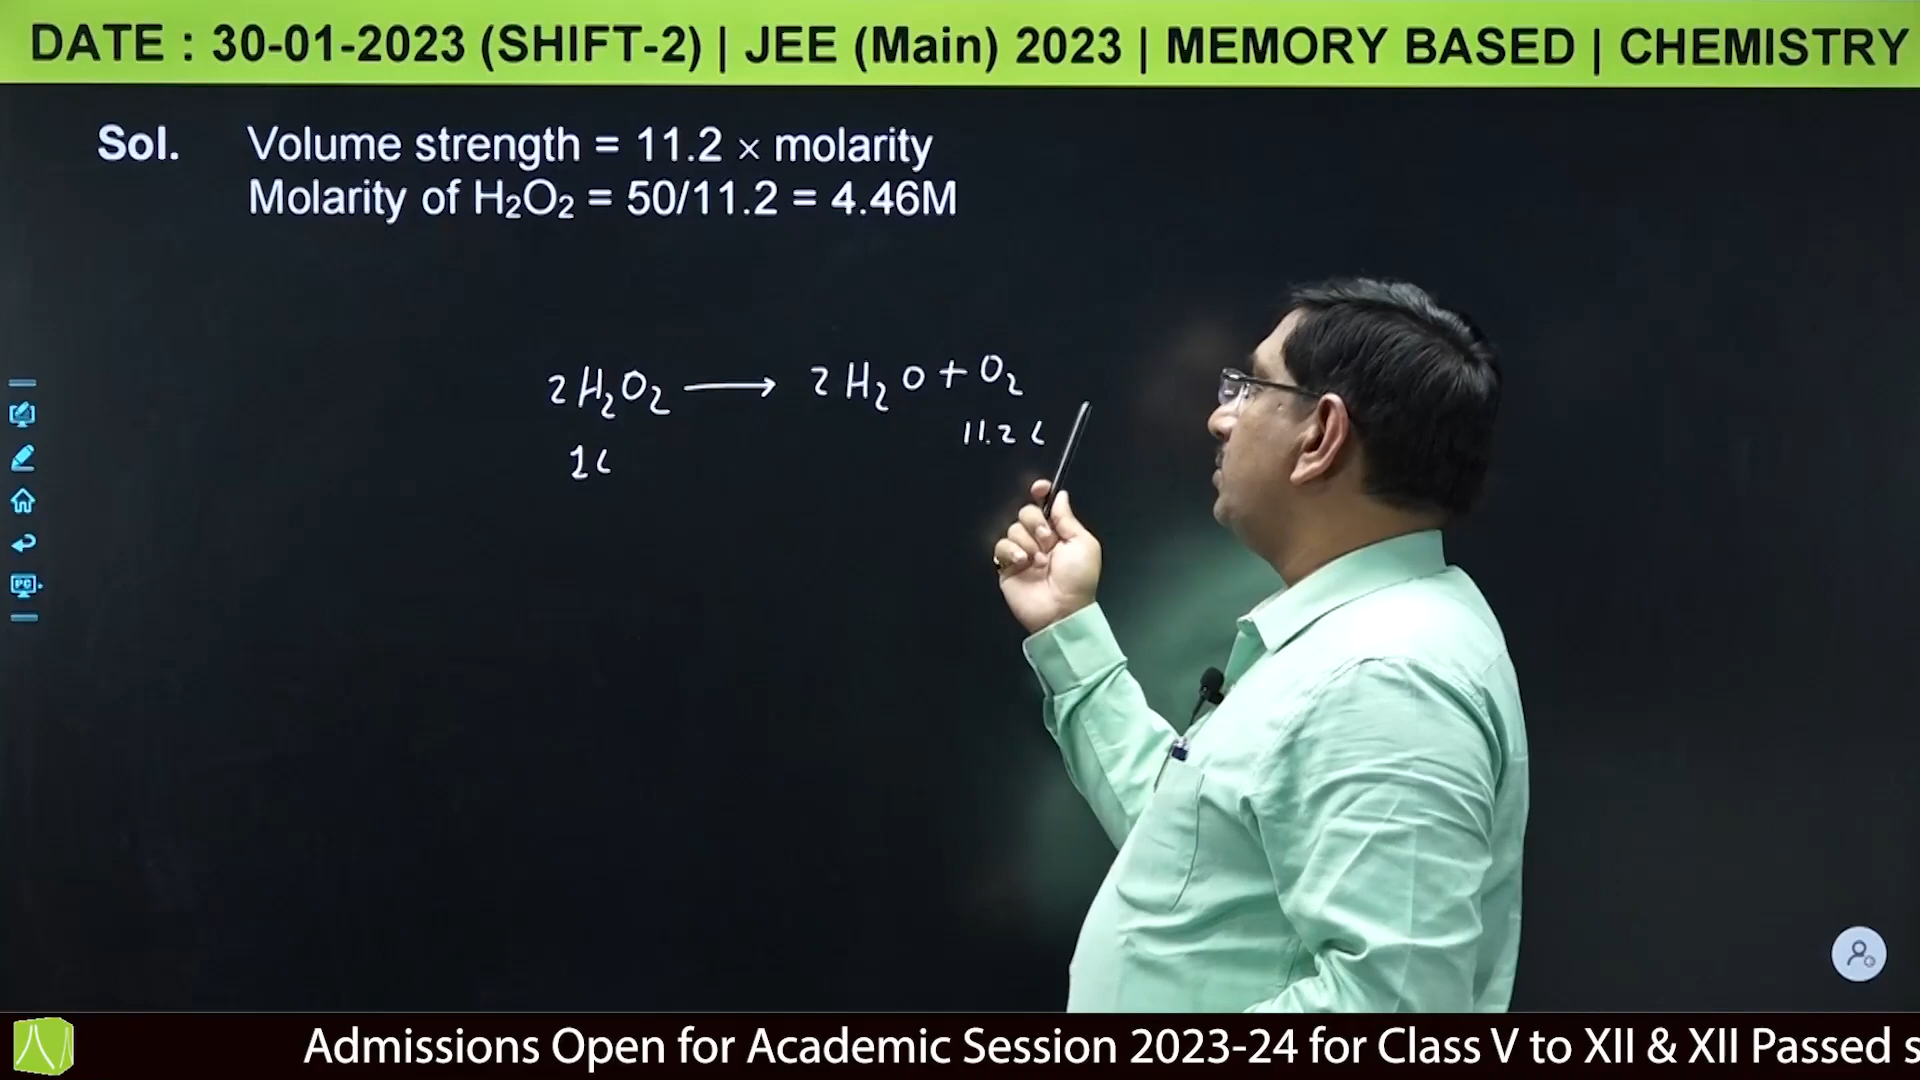 DATE : 30-01-2023 (SHIFT-2) | JEE (Main) 2023 | MEMORY BASED | CHEMISTRY
Sol. Volume strength = 11.2 × molarity
Molarity of H₂O₂ = 50/11.2 = 4.46M
2H₂O₂ ⟶ 2H₂O + O₂
11.2 L
1L
PC
Admissions Open for Academic Session 2023-24 for Class V to XII & XII Passed s